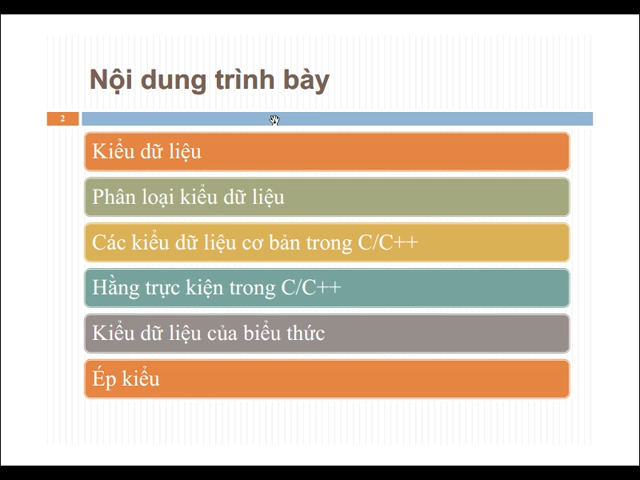 Nội dung trình bày
2
Kiểu dữ liệu
Phân loại kiểu dữ liệu
Các kiểu dữ liệu cơ bản trong C/C++
Hằng trực kiện trong C/C++
Kiểu dữ liệu của biểu thức
Ép kiểu